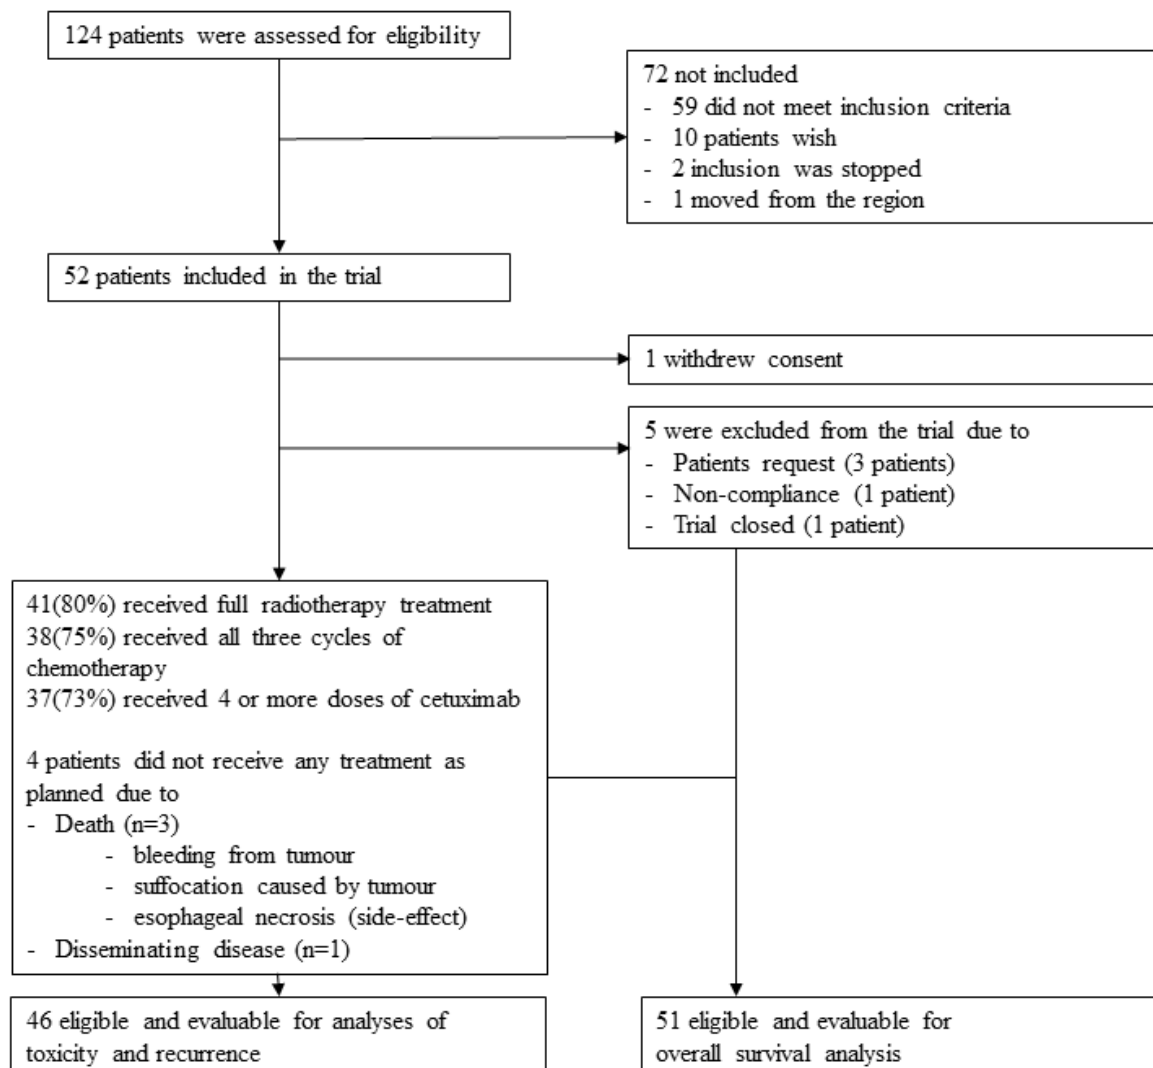 124 patients were assessed for eligibility
72 not included
- 59 did not meet inclusion criteria
- 10 patients wish
- 2 inclusion was stopped
- 1 moved from the region
52 patients included in the trial
1 withdrew consent
5 were excluded from the trial due to
- Patients request (3 patients)
- Non-compliance (1 patient)
- Trial closed (1 patient)
41(80%) received full radiotherapy treatment
38(75%) received all three cycles of
chemotherapy
37(73%) received 4 or more doses of cetuximab
4 patients did not receive any treatment as
planned due to
- Death (n=3)
- bleeding from tumour
- suffocation caused by tumour
- esophageal necrosis (side-effect)
- Disseminating disease (n=1)
46 eligible and evaluable for analyses of
toxicity and recurrence
51 eligible and evaluable for
overall survival analysis